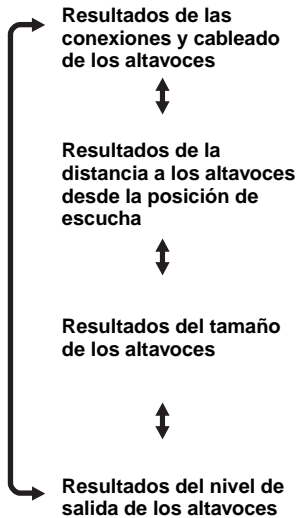 Resultados de las
conexiones y cableado
de los altavoces
Resultados de la
distancia a los altavoces
desde la posición de
escucha
Resultados del tamaño
de los altavoces
Resultados del nivel de
salida de los altavoces